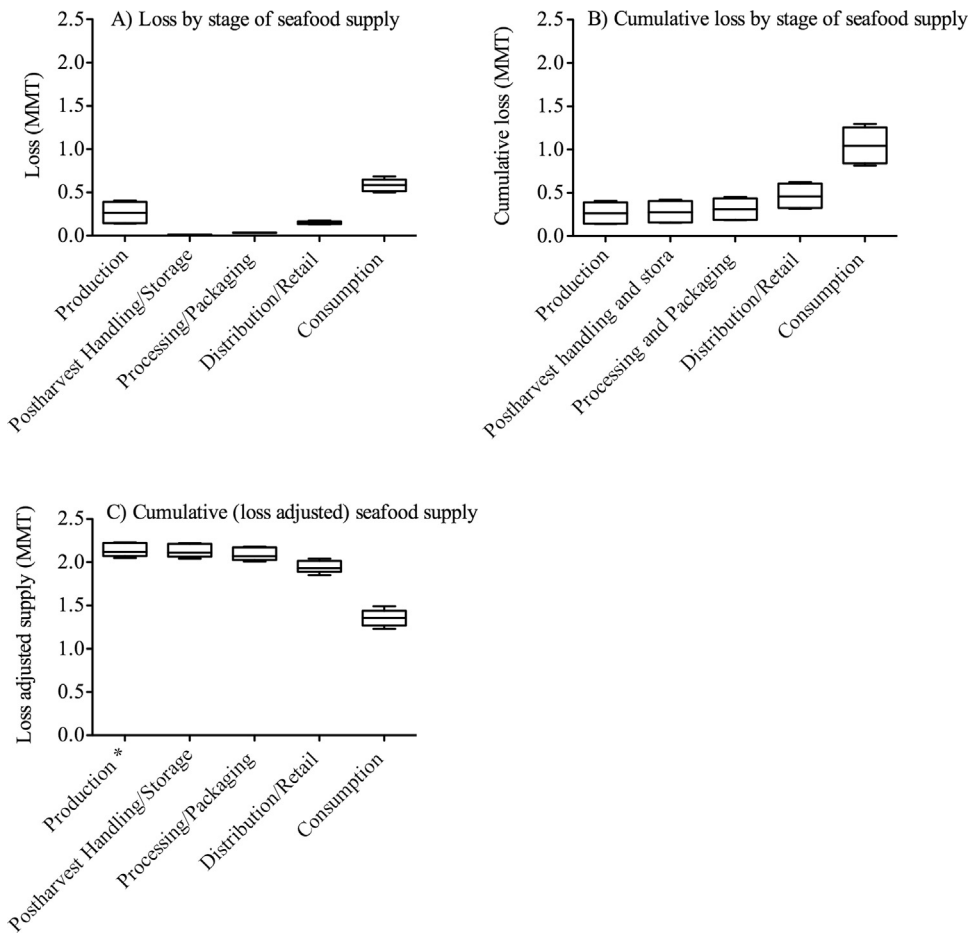 A) Loss by stage of seafood supply
Loss (MMT)
2.5
2.0
1.5
1.0
0.5
0.0
Production
Postharvest Handling/Storage
Processing/Packaging
Distribution/Retail
Consumption
B) Cumulative loss by stage of seafood supply
Cumulative loss (MMT)
2.5
2.0
1.5
1.0
0.5
0.0
Production
Postharvest handling and stora
Processing and Packaging
Distribution/Retail
Consumption
C) Cumulative (loss adjusted) seafood supply
Loss adjusted supply (MMT)
2.5
2.0
1.5
1.0
0.5
0.0
Production *
Postharvest Handling/Storage
Processing/Packaging
Distribution/Retail
Consumption